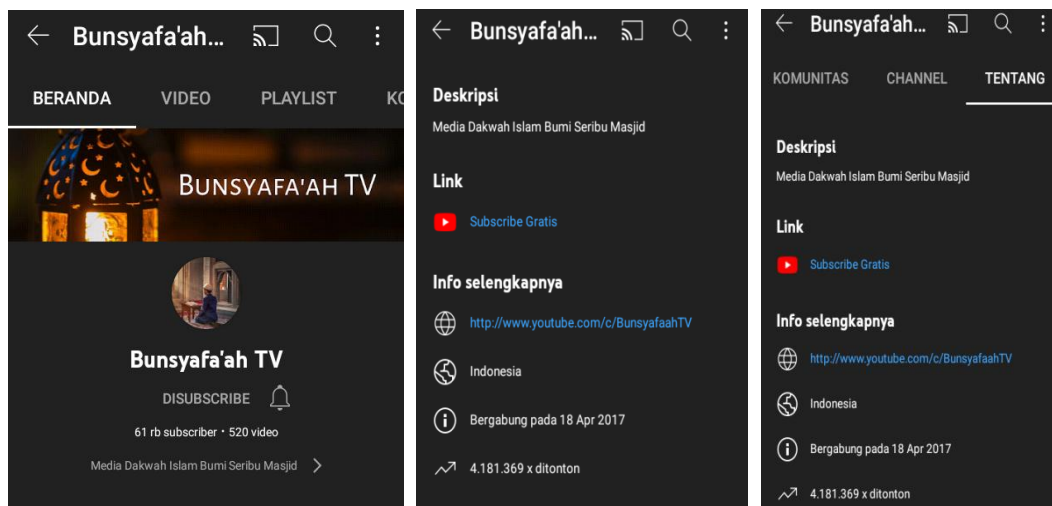 Bunsyafa'ah...
BERANDA VIDEO PLAYLIST KO
BUNSYAFA'AH TV
Bunsyafa'ah TV
DISUBSCRIBE
61 rb subscriber • 520 video
Media Dakwah Islam Bumi Seribu Masjid
Bunsyafa'ah...
Deskripsi
Media Dakwah Islam Bumi Seribu Masjid
Link
Subscribe Gratis
Info selengkapnya
http://www.youtube.com/c/BunsyafaahTV
Indonesia
Bergabung pada 18 Apr 2017
4.181.369 x ditonton
Bunsyafa'ah...
KOMUNITAS CHANNEL TENTANG
Deskripsi
Media Dakwah Islam Bumi Seribu Masjid
Link
Subscribe Gratis
Info selengkapnya
http://www.youtube.com/c/BunsyafaahTV
Indonesia
Bergabung pada 18 Apr 2017
4.181.369 x ditonton